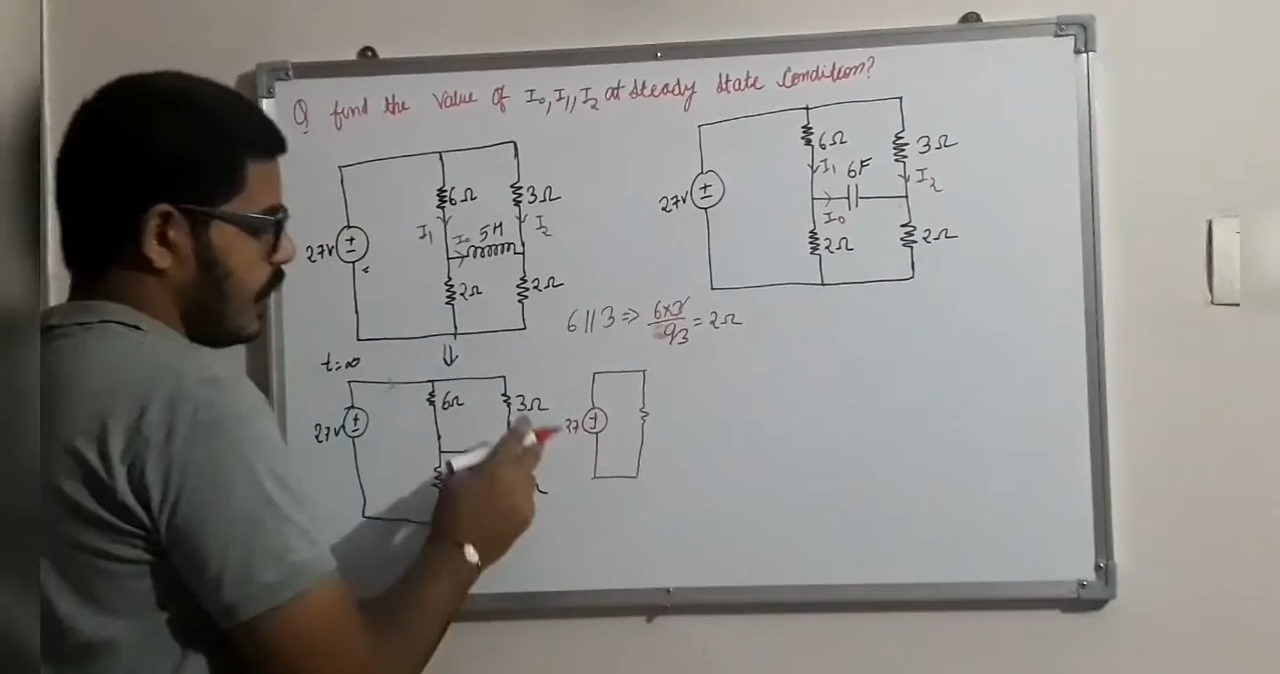 Q find the value of I₀, I₁, I₂ at steady state condition?
27V
6Ω
3Ω
I₁
I₀
5H
I₂
2Ω
2Ω
27V
6Ω
3Ω
I₁
6F
I₂
I₀
2Ω
2Ω
6||3 ⇒ 6×3/9 3 = 2Ω
⇓
t=∞
27V
6Ω
3Ω
27